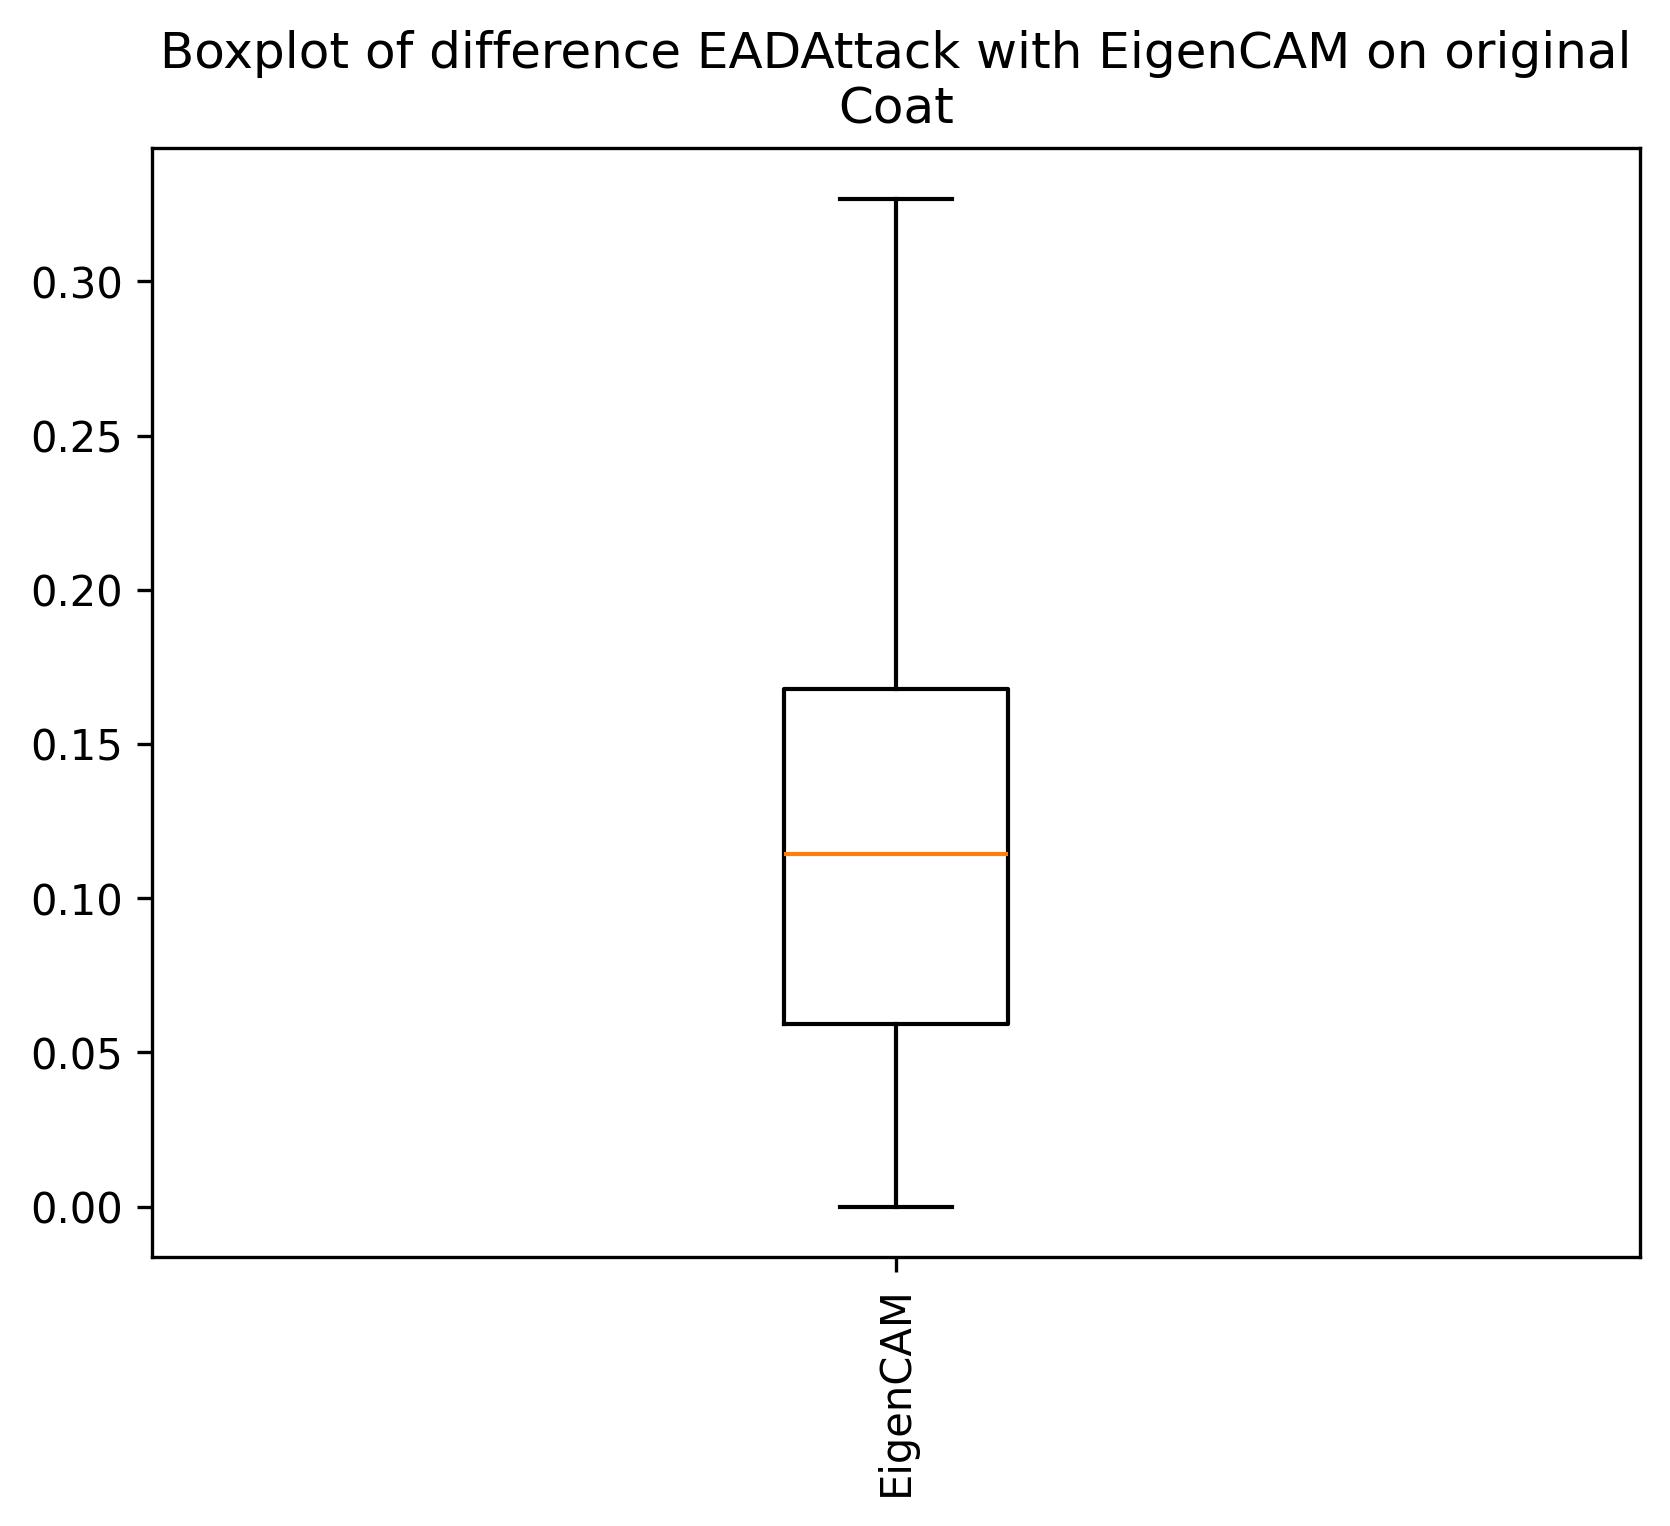 Boxplot of difference EADAttack with EigenCAM on original
Coat
0.30
0.25
0.20
0.15
0.10
0.05
0.00
EigenCAM